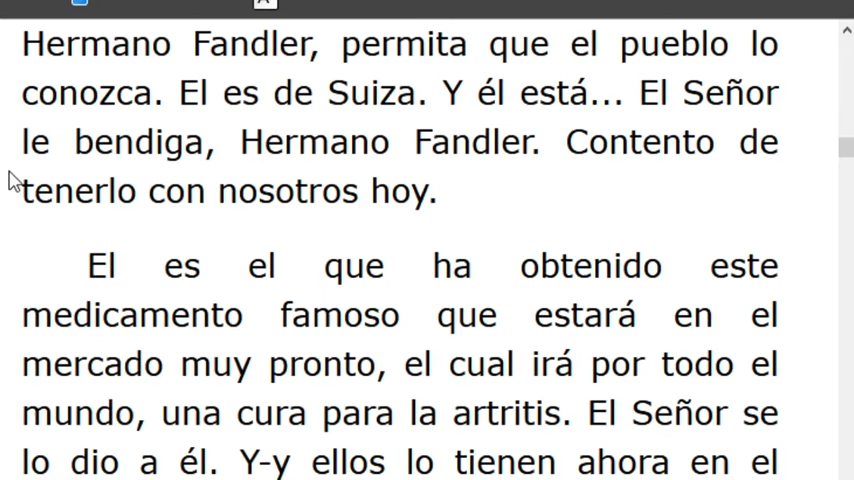 Hermano Fandler, permita que el pueblo lo
conozca. El es de Suiza. Y él está... El Señor
le bendiga, Hermano Fandler. Contento de
tenerlo con nosotros hoy.
El es el que ha obtenido este
medicamento famoso que estará en el
mercado muy pronto, el cual irá por todo el
mundo, una cura para la artritis. El Señor se
lo dio a él. Y-y ellos lo tienen ahora en el